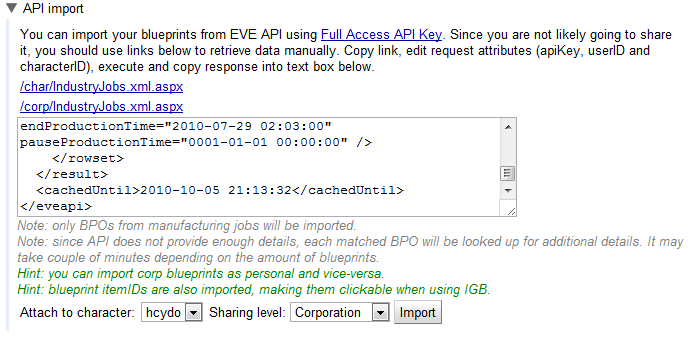 API import
You can import your blueprints from EVE API using Full Access API Key. Since you are not likely going to share
it, you should use links below to retrieve data manually. Copy link, edit request attributes (apiKey, userID and
characterID), execute and copy response into text box below.
/char/IndustryJobs.xml.aspx
/corp/IndustryJobs.xml.aspx
endProductionTime="2010-07-29 02:03:00"
pauseProductionTime="0001-01-01 00:00:00" />
</rowset>
</result>
<cachedUntil>2010-10-05 21:13:32</cachedUntil>
</eveapi>
Note: only BPOs from manufacturing jobs will be imported.
Note: since API does not provide enough details, each matched BPO will be looked up for additional details. It may
take couple of minutes depending on the amount of blueprints.
Hint: you can import corp blueprints as personal and vice-versa.
Hint: blueprint itemIDs are also imported, making them clickable when using IGB.
Attach to character: hcydo Sharing level: Corporation Import